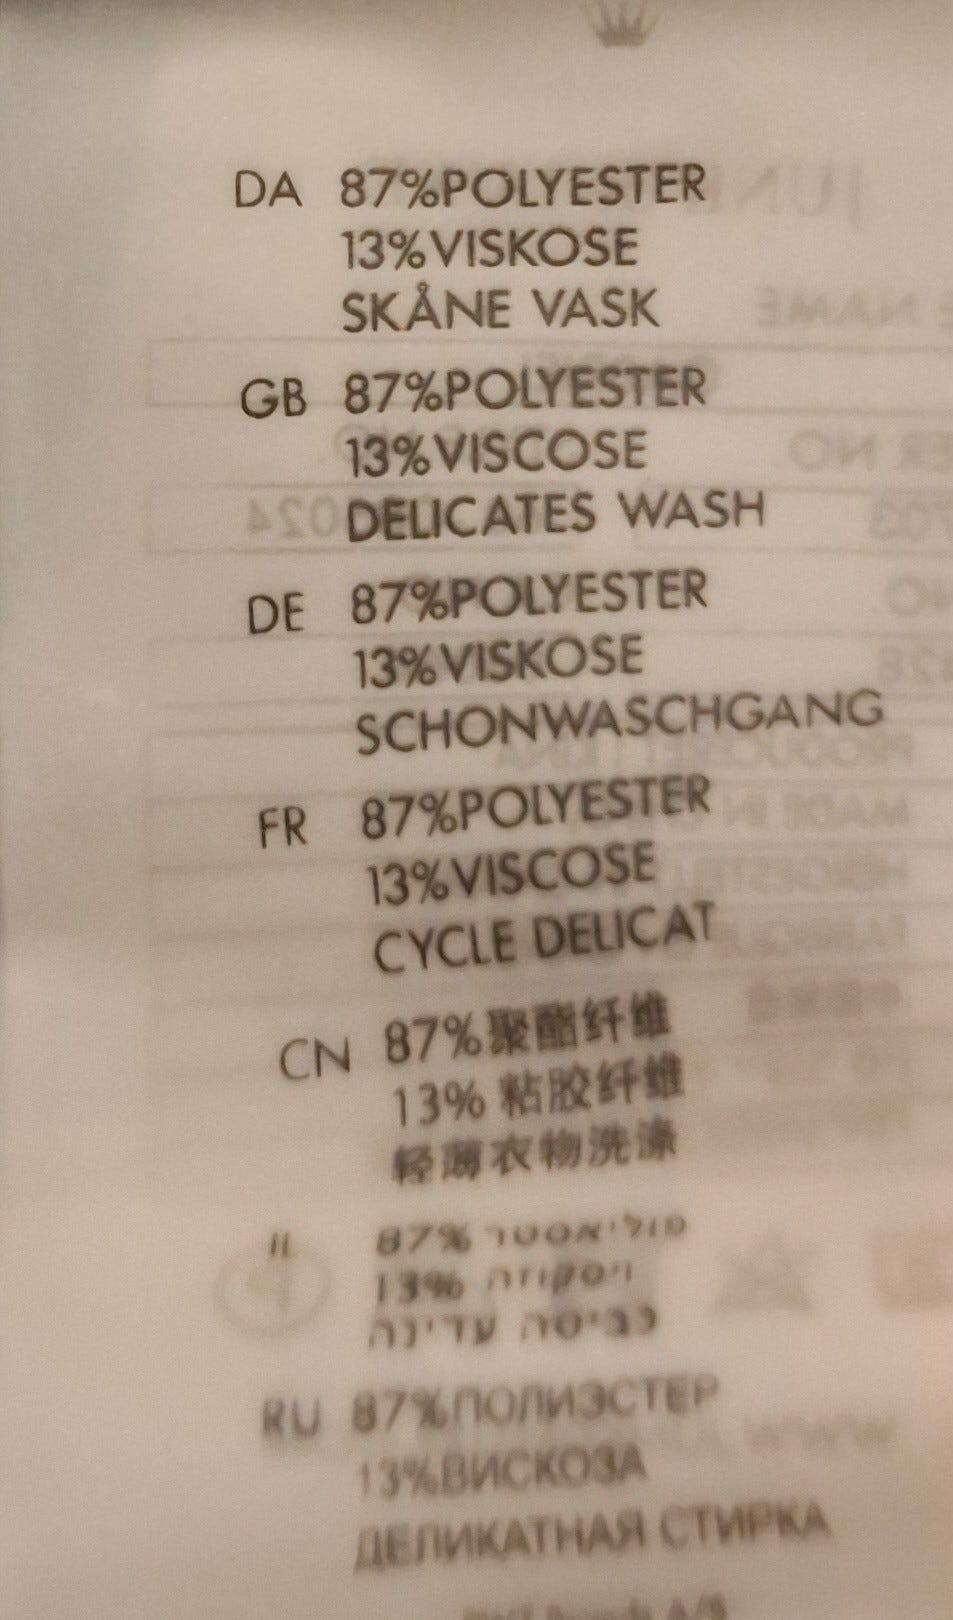 DA 87%POLYESTER
13%VISKOSE
SKÅNE VASK
GB 87%POLYESTER
13%VISCOSE
DELICATES WASH
DE 87%POLYESTER
13%VISKOSE
SCHONWASCHGANG
FR 87%POLYESTER
13%VISCOSE
CYCLE DELICAT
CN 87%聚酯纤维
13% 粘胶纤维
轻薄衣物洗涤
IL 87% פוליאסטר
13% ויסקוזה
כביסה עדינה
RU 87%ПОЛИЭСТЕР
13%ВИСКОЗА
ДЕЛИКАТНАЯ СТИРКА
A/S